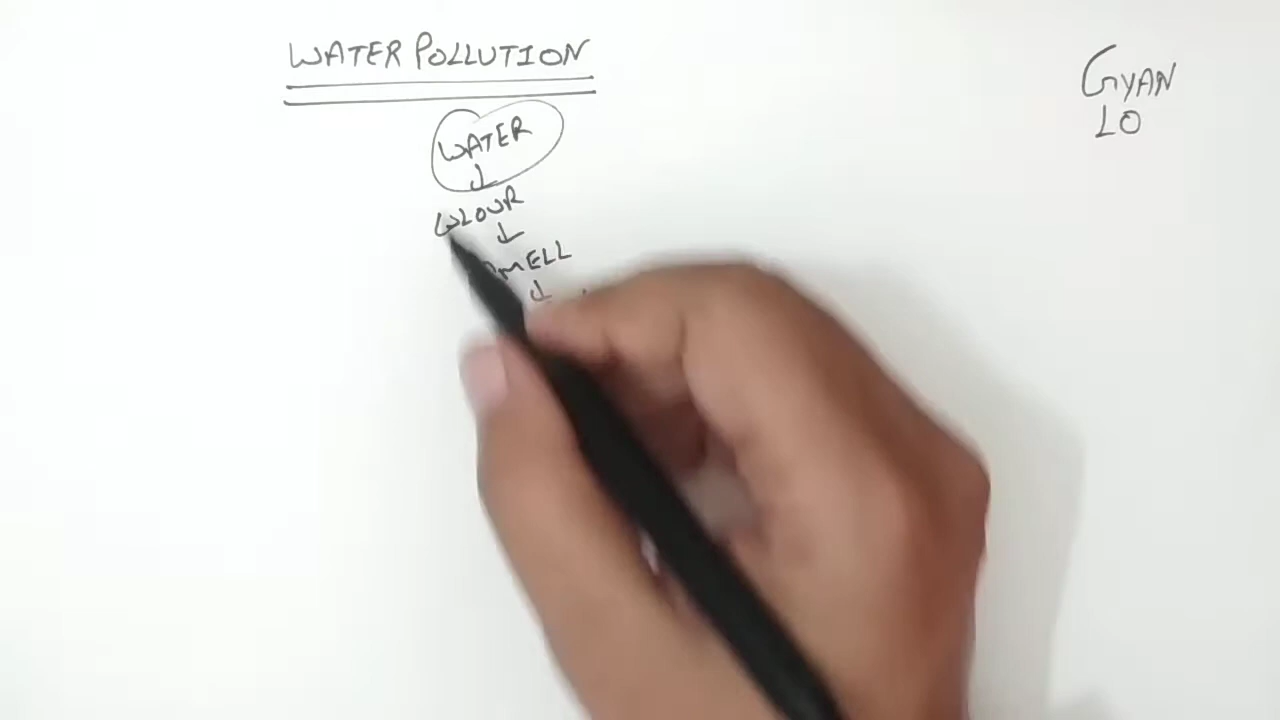 WATER POLLUTION
WATER
COLOUR
SMELL
GYAN
LO